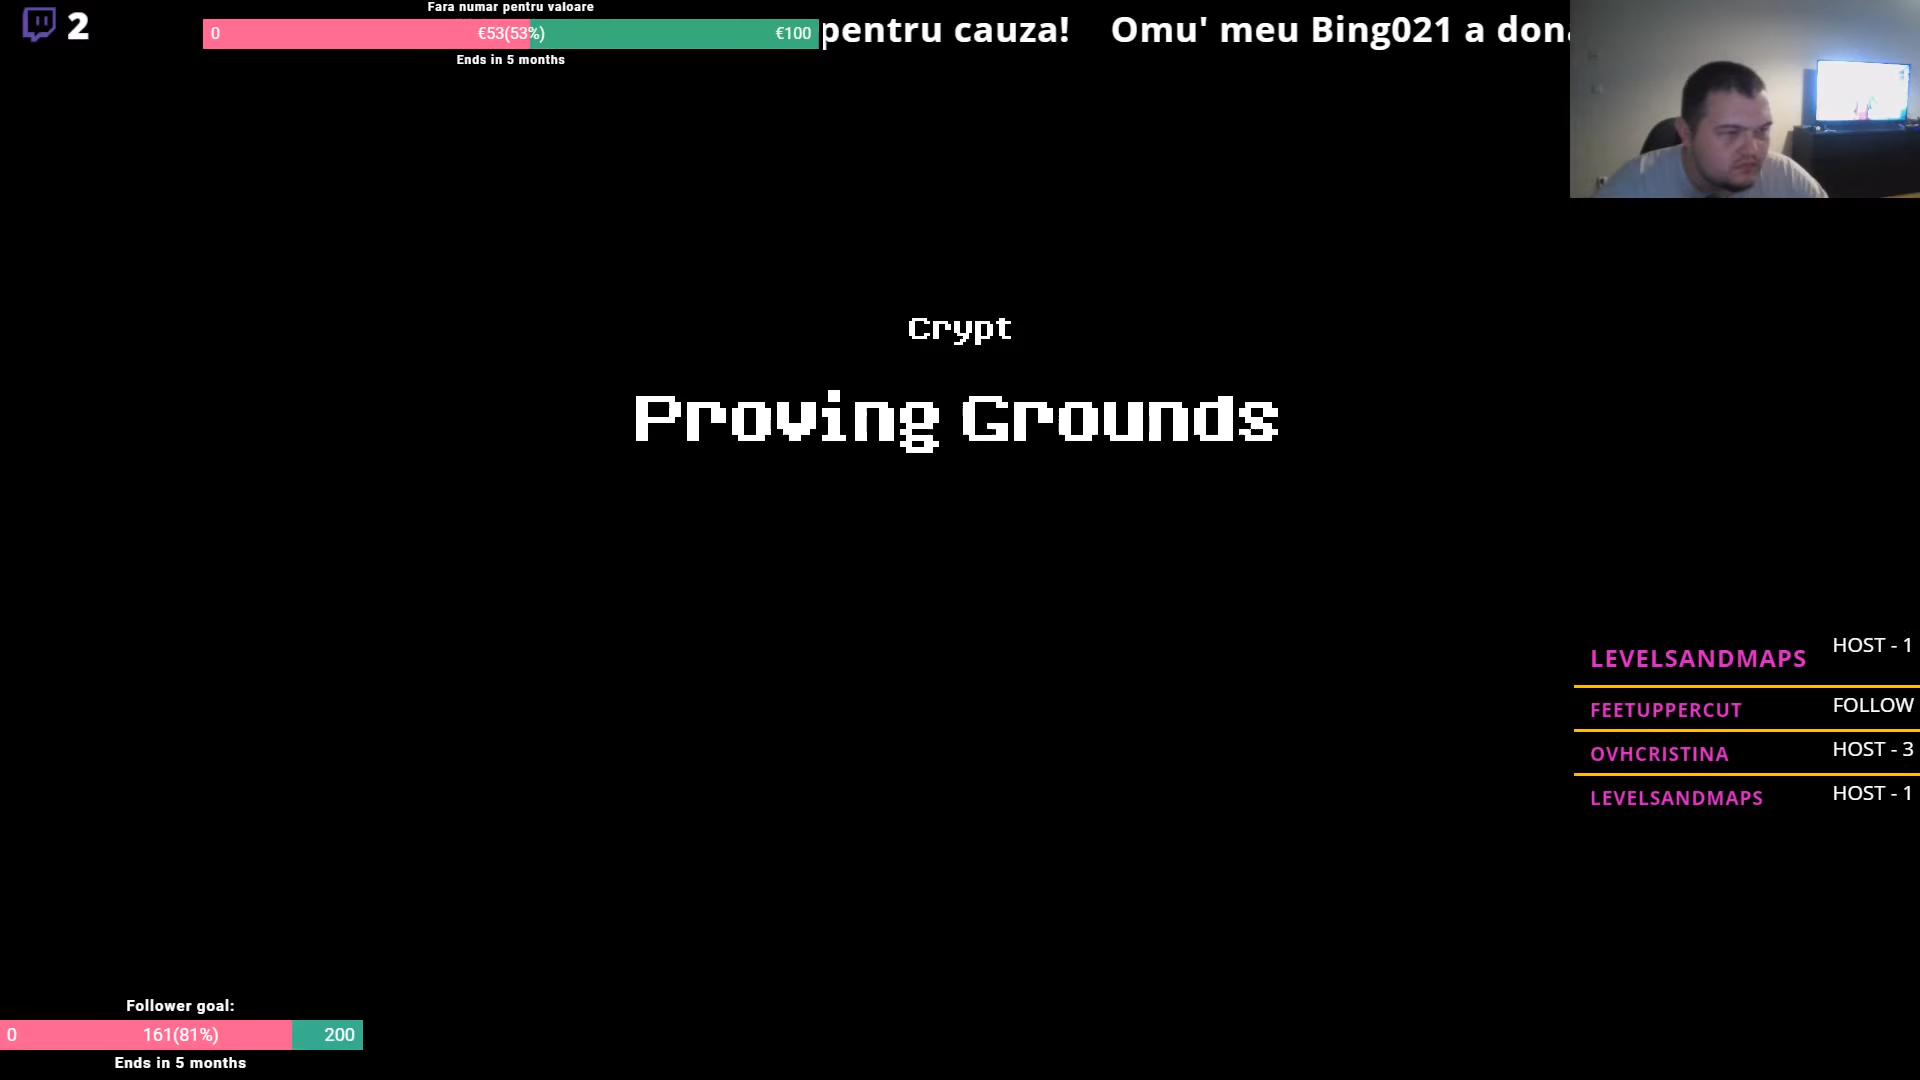 2
Fara numar pentru valoare
0 €53(53%) €100
Ends in 5 months
pentru cauza! Omu' meu Bing021 a don
Crypt
Proving Grounds
LEVELSANDMAPS HOST - 1
FEETUPPERCUT FOLLOW
OVHCRISTINA HOST - 3
LEVELSANDMAPS HOST - 1
Follower goal:
0 161(81%) 200
Ends in 5 months